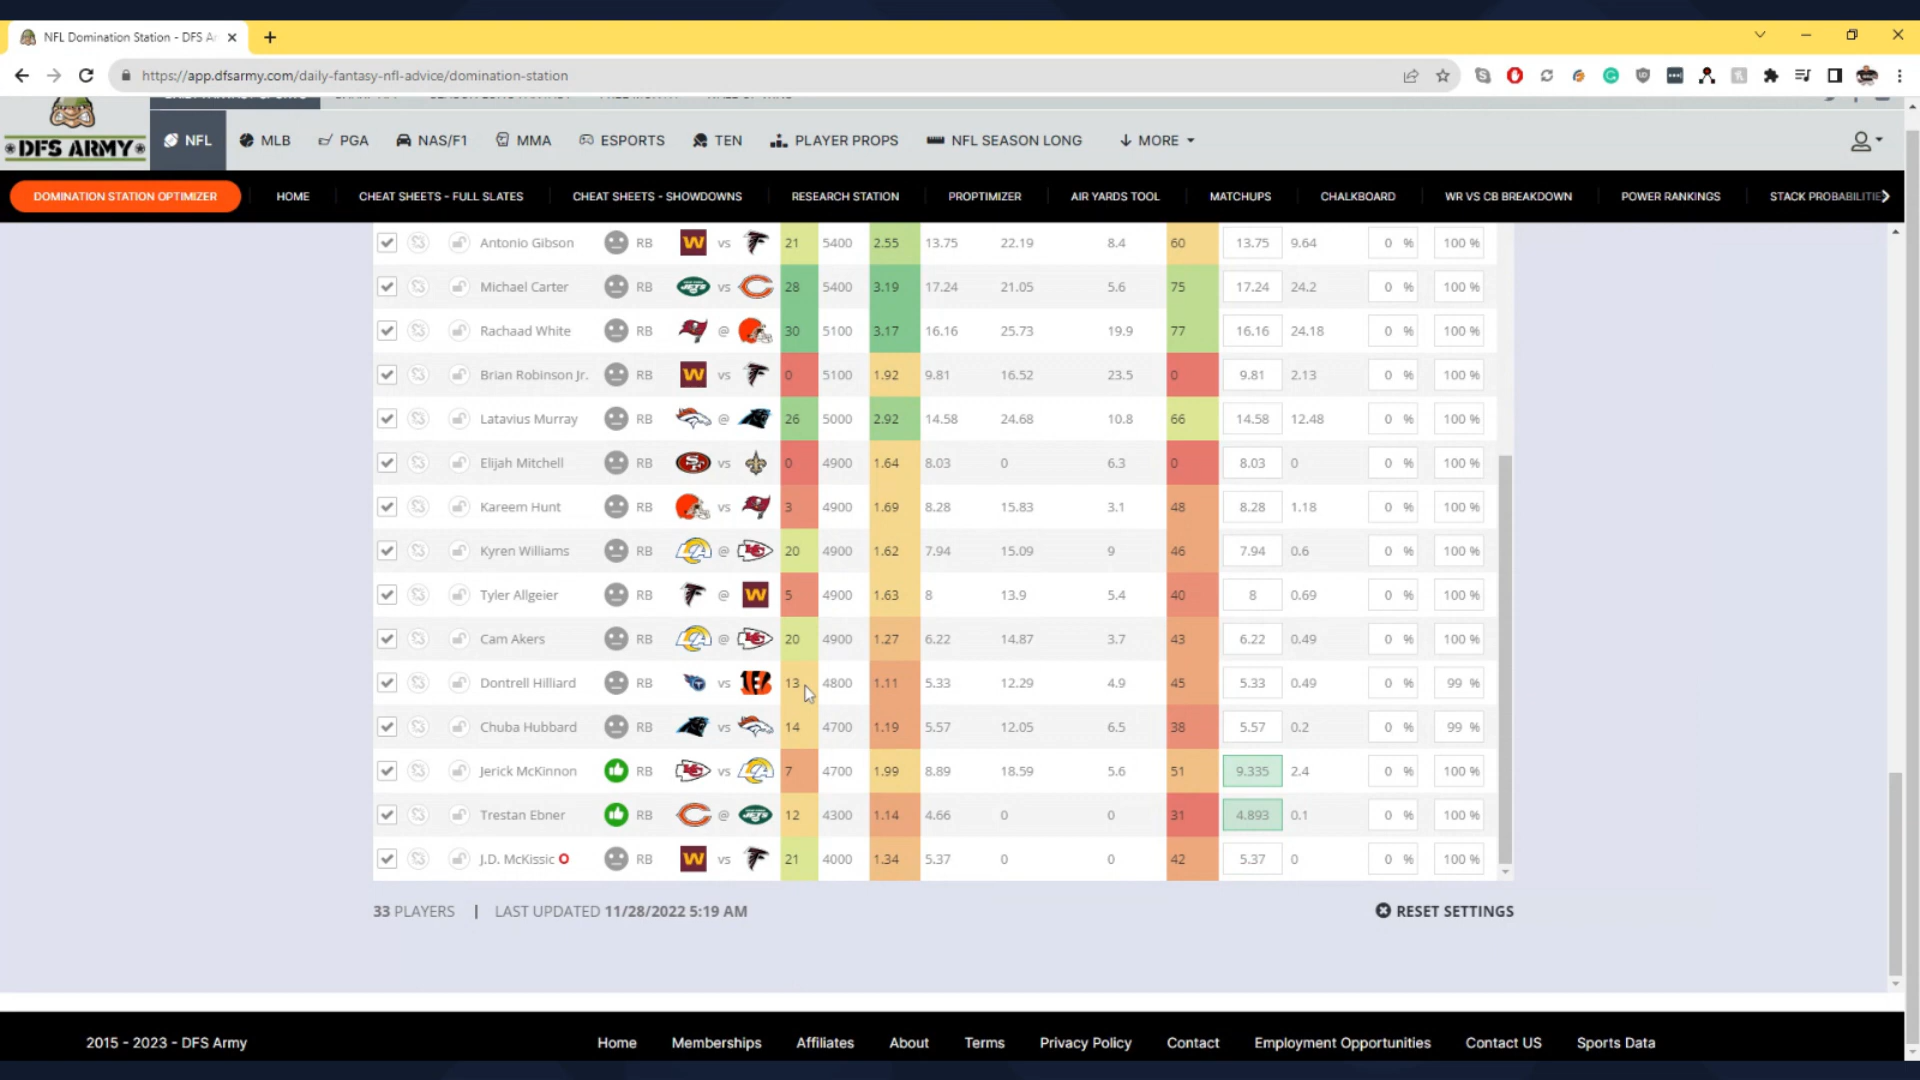 NFL Domination Station - DFS Ar
https://app.dfsarmy.com/daily-fantasy-nfl-advice/domination-station
DFS ARMY
NFL MLB PGA NAS/F1 MMA ESPORTS TEN PLAYER PROPS NFL SEASON LONG MORE
DOMINATION STATION OPTIMIZER HOME CHEAT SHEETS - FULL SLATES CHEAT SHEETS - SHOWDOWNS RESEARCH STATION PROPTIMIZER AIR YARDS TOOL MATCHUPS CHALKBOARD WR VS CB BREAKDOWN POWER RANKINGS STACK PROBABILITIE
Antonio Gibson RB W vs 21 5400 2.55 13.75 22.19 8.4 60 13.75 9.64 0 % 100 %
Michael Carter RB JETS vs 28 5400 3.19 17.24 21.05 5.6 75 17.24 24.2 0 % 100 %
Rachaad White RB @ 30 5100 3.17 16.16 25.73 19.9 77 16.16 24.18 0 % 100 %
Brian Robinson Jr. RB W vs 0 5100 1.92 9.81 16.52 23.5 0 9.81 2.13 0 % 100 %
Latavius Murray RB @ 26 5000 2.92 14.58 24.68 10.8 66 14.58 12.48 0 % 100 %
Elijah Mitchell RB SF vs 0 4900 1.64 8.03 0 6.3 0 8.03 0 0 % 100 %
Kareem Hunt RB vs 3 4900 1.69 8.28 15.83 3.1 48 8.28 1.18 0 % 100 %
Kyren Williams RB @ KC 20 4900 1.62 7.94 15.09 9 46 7.94 0.6 0 % 100 %
Tyler Allgeier RB @ W 5 4900 1.63 8 13.9 5.4 40 8 0.69 0 % 100 %
Cam Akers RB @ KC 20 4900 1.27 6.22 14.87 3.7 43 6.22 0.49 0 % 100 %
Dontrell Hilliard RB vs 13 4800 1.11 5.33 12.29 4.9 45 5.33 0.49 0 % 99 %
Chuba Hubbard RB vs 14 4700 1.19 5.57 12.05 6.5 38 5.57 0.2 0 % 99 %
Jerick McKinnon RB KC vs 7 4700 1.99 8.89 18.59 5.6 51 9.335 2.4 0 % 100 %
Trestan Ebner RB @ JETS 12 4300 1.14 4.66 0 0 31 4.893 0.1 0 % 100 %
J.D. McKissic O RB W vs 21 4000 1.34 5.37 0 0 42 5.37 0 0 % 100 %
33 PLAYERS | LAST UPDATED 11/28/2022 5:19 AM RESET SETTINGS
2015 - 2023 - DFS Army Home Memberships Affiliates About Terms Privacy Policy Contact Employment Opportunities Contact US Sports Data